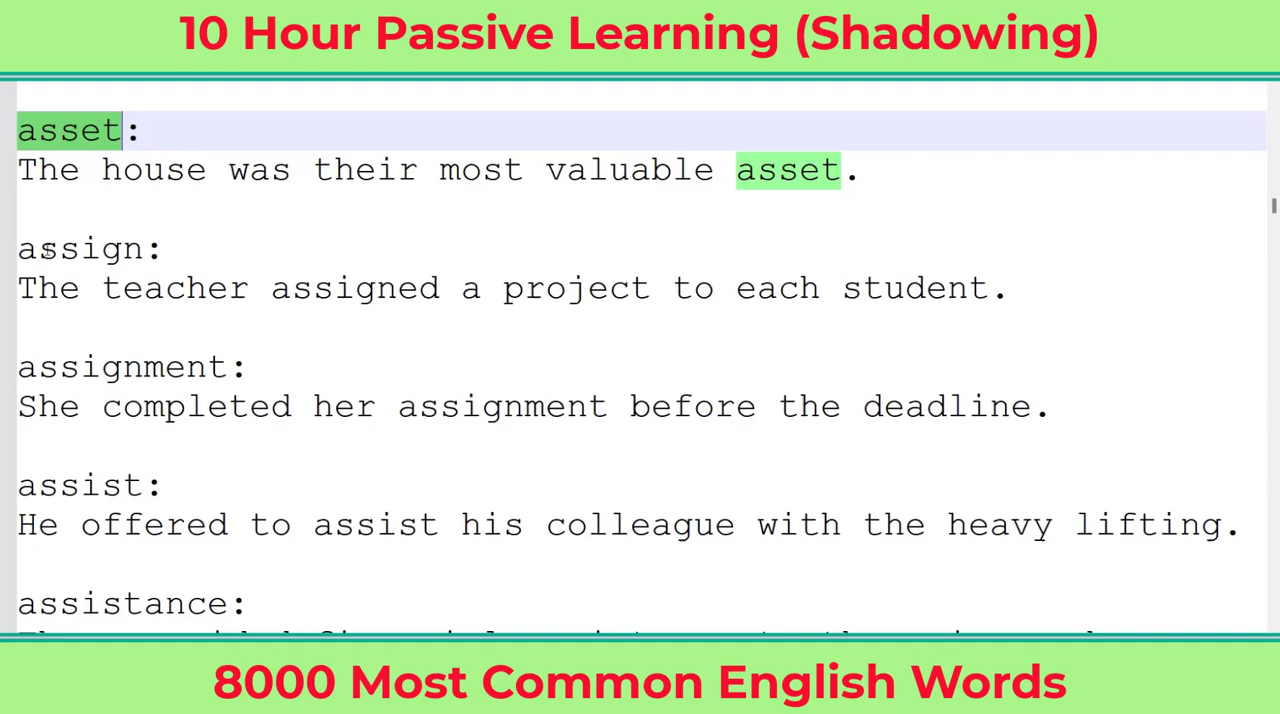 10 Hour Passive Learning (Shadowing)
asset:
The house was their most valuable asset.
assign:
The teacher assigned a project to each student.
assignment:
She completed her assignment before the deadline.
assist:
He offered to assist his colleague with the heavy lifting.
assistance:
8000 Most Common English Words